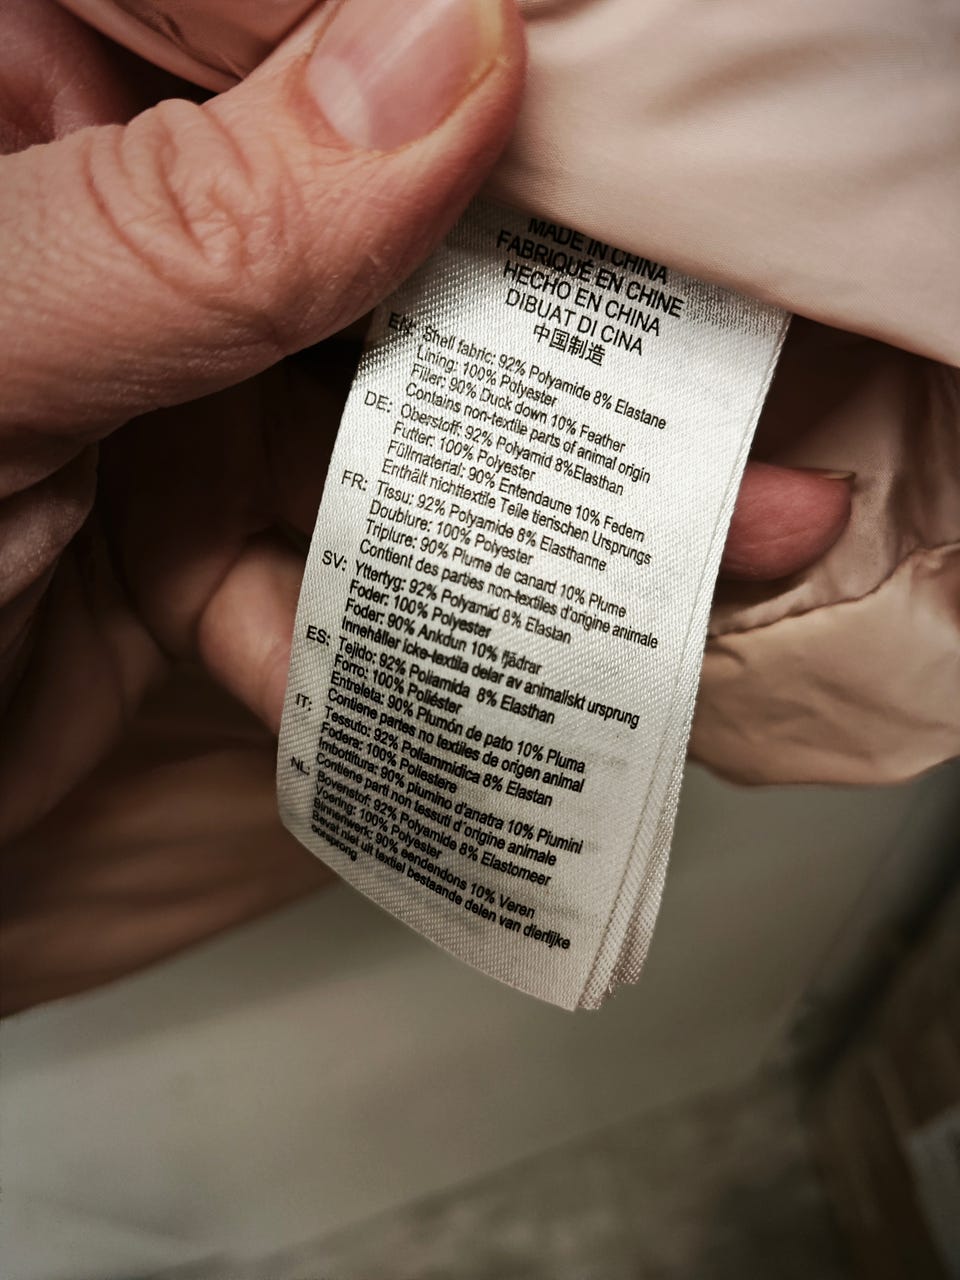 MADE IN CHINA
FABRIQUÉ EN CHINE
HECHO EN CHINA
DIBUAT DI CINA
中国制造
EN: Shell fabric: 92% Polyamide 8% Elastane
Lining: 100% Polyester
Filler: 90% Duck down 10% Feather
Contains non-textile parts of animal origin
DE: Oberstoff: 92% Polyamid 8%Elasthan
Futter: 100% Polyester
Füllmaterial: 90% Entendaune 10% Federn
Enthält nichttextile Teile tierischen Ursprungs
FR: Tissu: 92% Polyamide 8% Elasthanne
Doublure: 100% Polyester
Triplure: 90% Plume de canard 10% Plume
Contient des parties non-textiles d'origine animale
SV: Yttertyg: 92% Polyamid 8% Elastan
Foder: 100% Polyester
Foder: 90% Ankdun 10% fjädrar
Innehåller icke-textila delar av animaliskt ursprung
ES: Tejido: 92% Poliamida 8% Elasthan
Forro: 100% Poliéster
Entretela: 90% Plumón de pato 10% Pluma
Contiene partes no textiles de origen animal
IT: Tessuto: 92% Poliammidica 8% Elastan
Fodera: 100% Poliestere
Imbottitura: 90% piumino d'anatra 10% Piumini
Contiene parti non tessuti d'origine animale
NL: Bovenstof: 92% Polyamide 8% Elastomeer
Voering: 100% Polyester
Binnenwerk: 90% eendendons 10% Veren
Bevat niet uit textiel bestaande delen van dierlijke
oorsprong